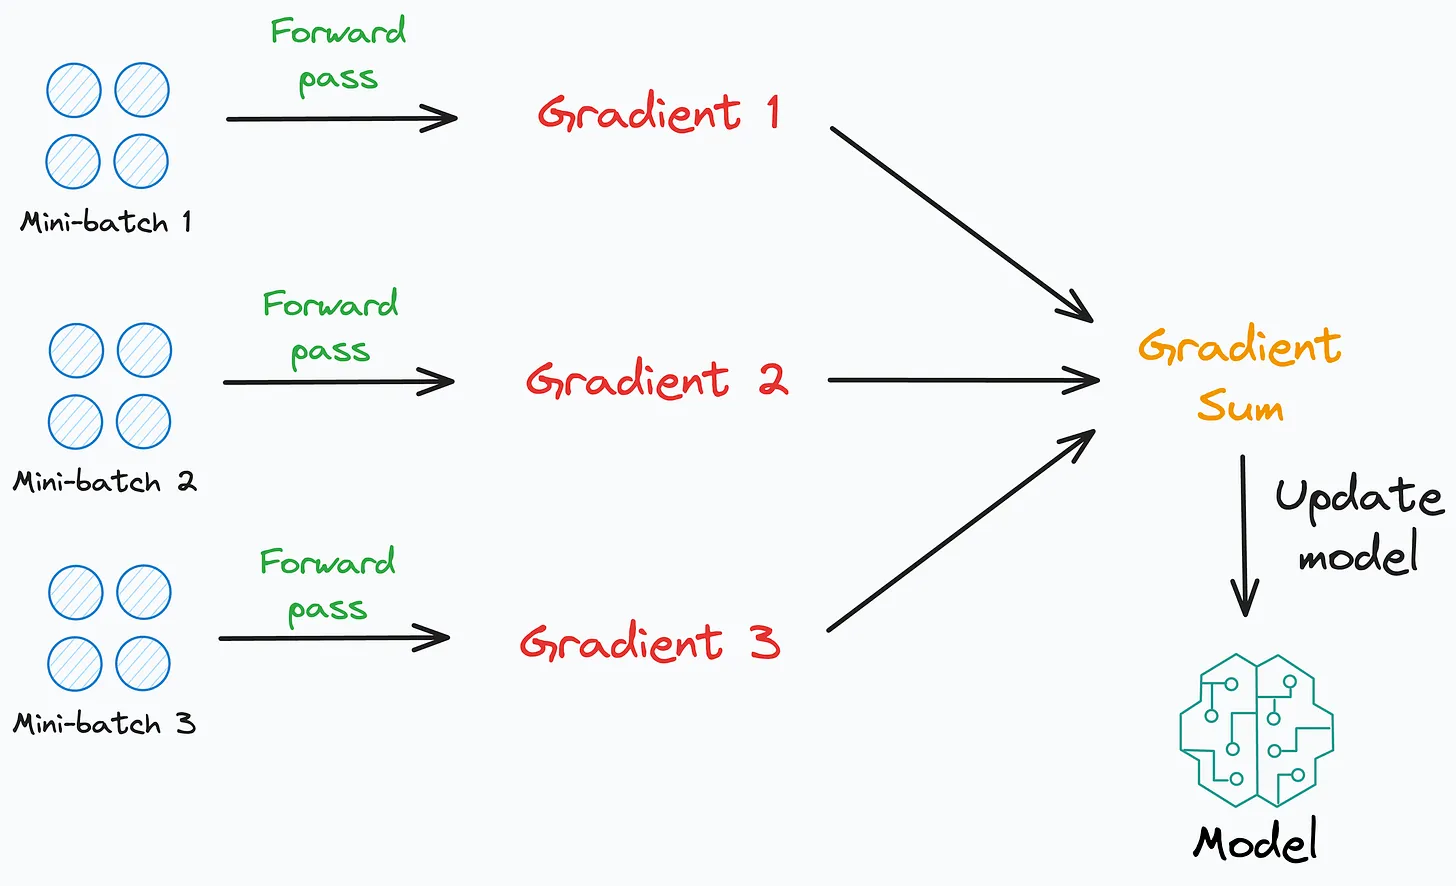 Forward
pass
Gradient 1
Mini-batch 1
Forward
pass
Gradient 2
Mini-batch 2
Forward
pass
Gradient 3
Mini-batch 3
Gradient
Sum
Update
model
Model